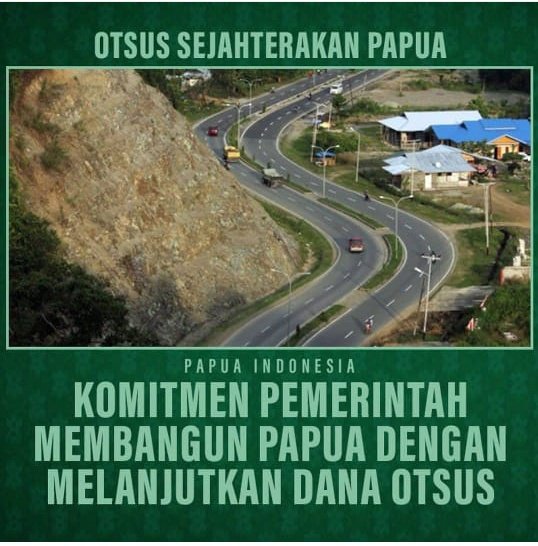 OTSUS SEJAHTERAKAN PAPUA
PAPUA INDONESIA
KOMITMEN PEMERINTAH
MEMBANGUN PAPUA DENGAN
MELANJUTKAN DANA OTSUS